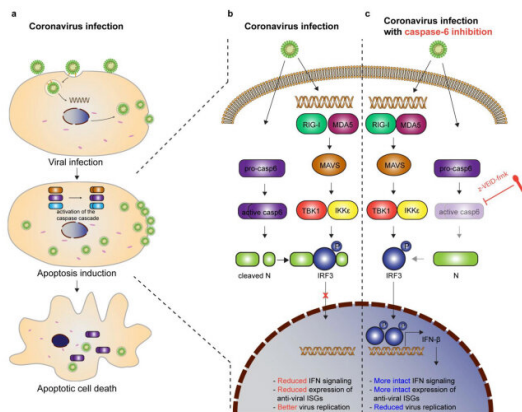 a
Coronavirus infection
Viral infection
activation of the
caspase cascade
Apoptosis induction
Apoptotic cell death
b
Coronavirus infection
RIG-I
MDA5
pro-casp6
MAVS
active casp6
TBK1
IKKε
cleaved N
IRF3
- Reduced IFN signaling
- Reduced expression of
anti-viral ISGs
- Better virus replication
c
Coronavirus infection
with caspase-6 inhibition
RIG-I
MDA5
MAVS
pro-casp6
z-VEID-fmk
TBK1
IKKε
active casp6
IRF3
N
IFN-β
- More intact IFN signaling
- More intact expression of
anti-viral ISGs
- Reduced virus replication